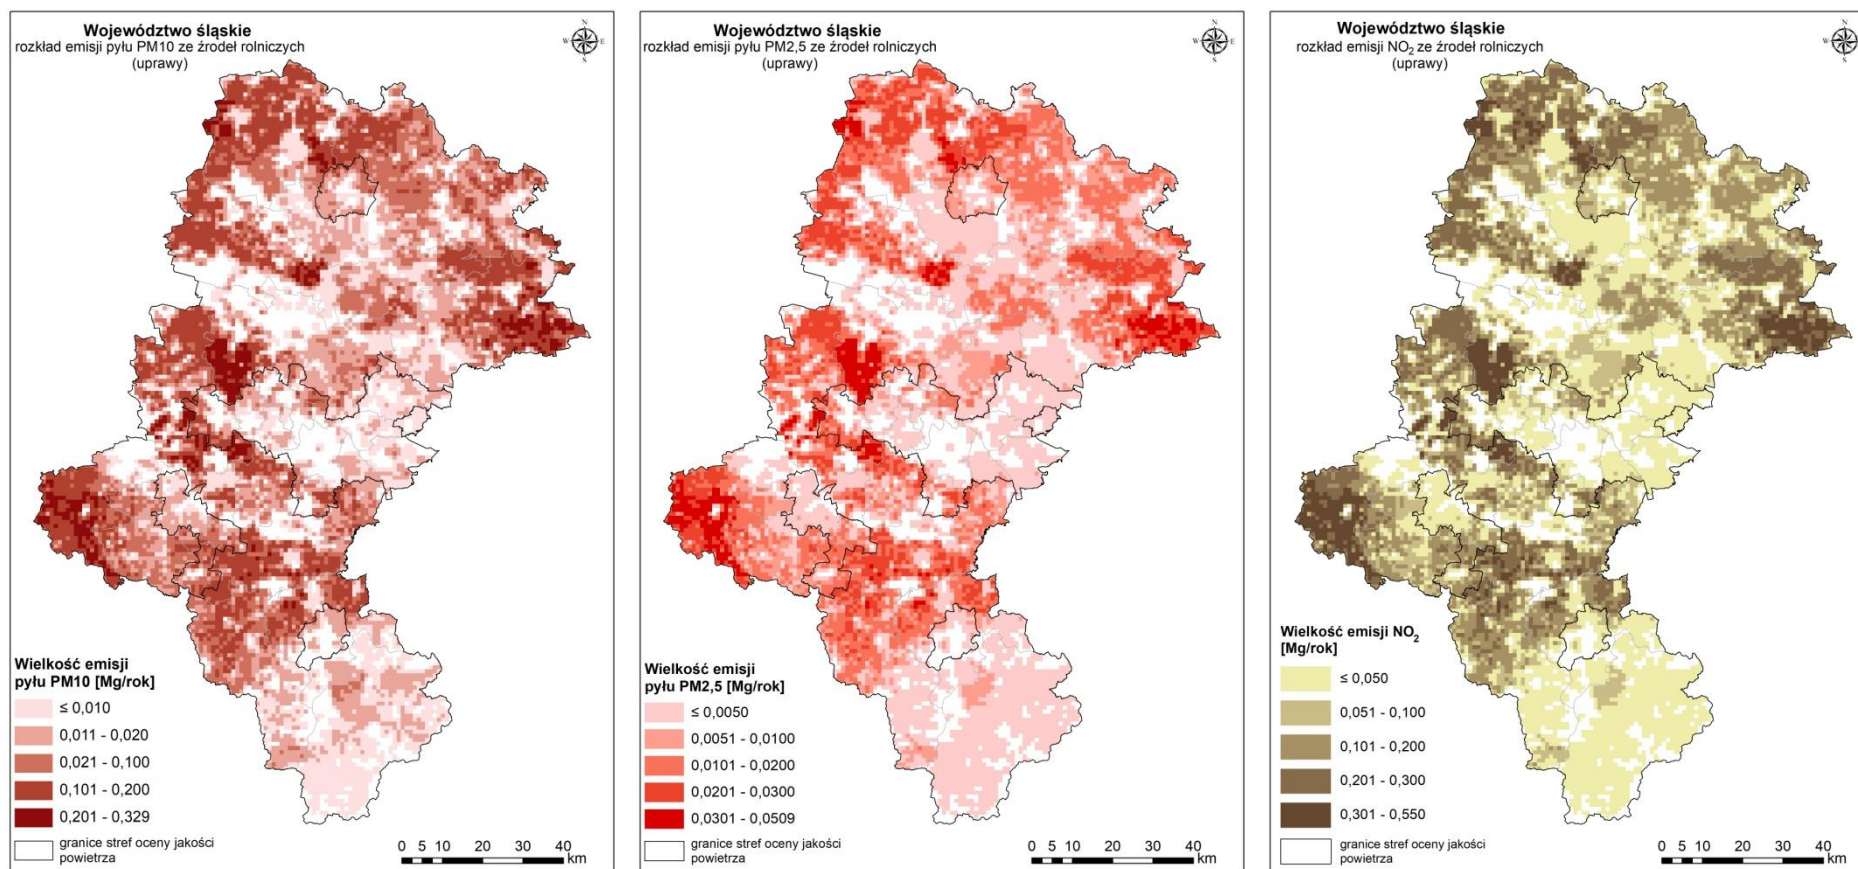 Województwo śląskie
rozkład emisji pyłu PM10 ze źrodeł rolniczych
(uprawy)
N
W
E
S
Wielkość emisji
pyłu PM10 [Mg/rok]
≤ 0,010
0,011 - 0,020
0,021 - 0,100
0,101 - 0,200
0,201 - 0,329
granice stref oceny jakości
powietrza
0 5 10 20 30 40
km
Województwo śląskie
rozkład emisji pyłu PM2,5 ze źrodeł rolniczych
(uprawy)
N
W
E
S
Wielkość emisji
pyłu PM2,5 [Mg/rok]
≤ 0,0050
0,0051 - 0,0100
0,0101 - 0,0200
0,0201 - 0,0300
0,0301 - 0,0509
granice stref oceny jakości
powietrza
0 5 10 20 30 40
km
Województwo śląskie
rozkład emisji NO₂ ze źrodeł rolniczych
(uprawy)
N
W
E
S
Wielkość emisji NO₂
[Mg/rok]
≤ 0,050
0,051 - 0,100
0,101 - 0,200
0,201 - 0,300
0,301 - 0,550
granice stref oceny jakości
powietrza
0 5 10 20 30 40
km